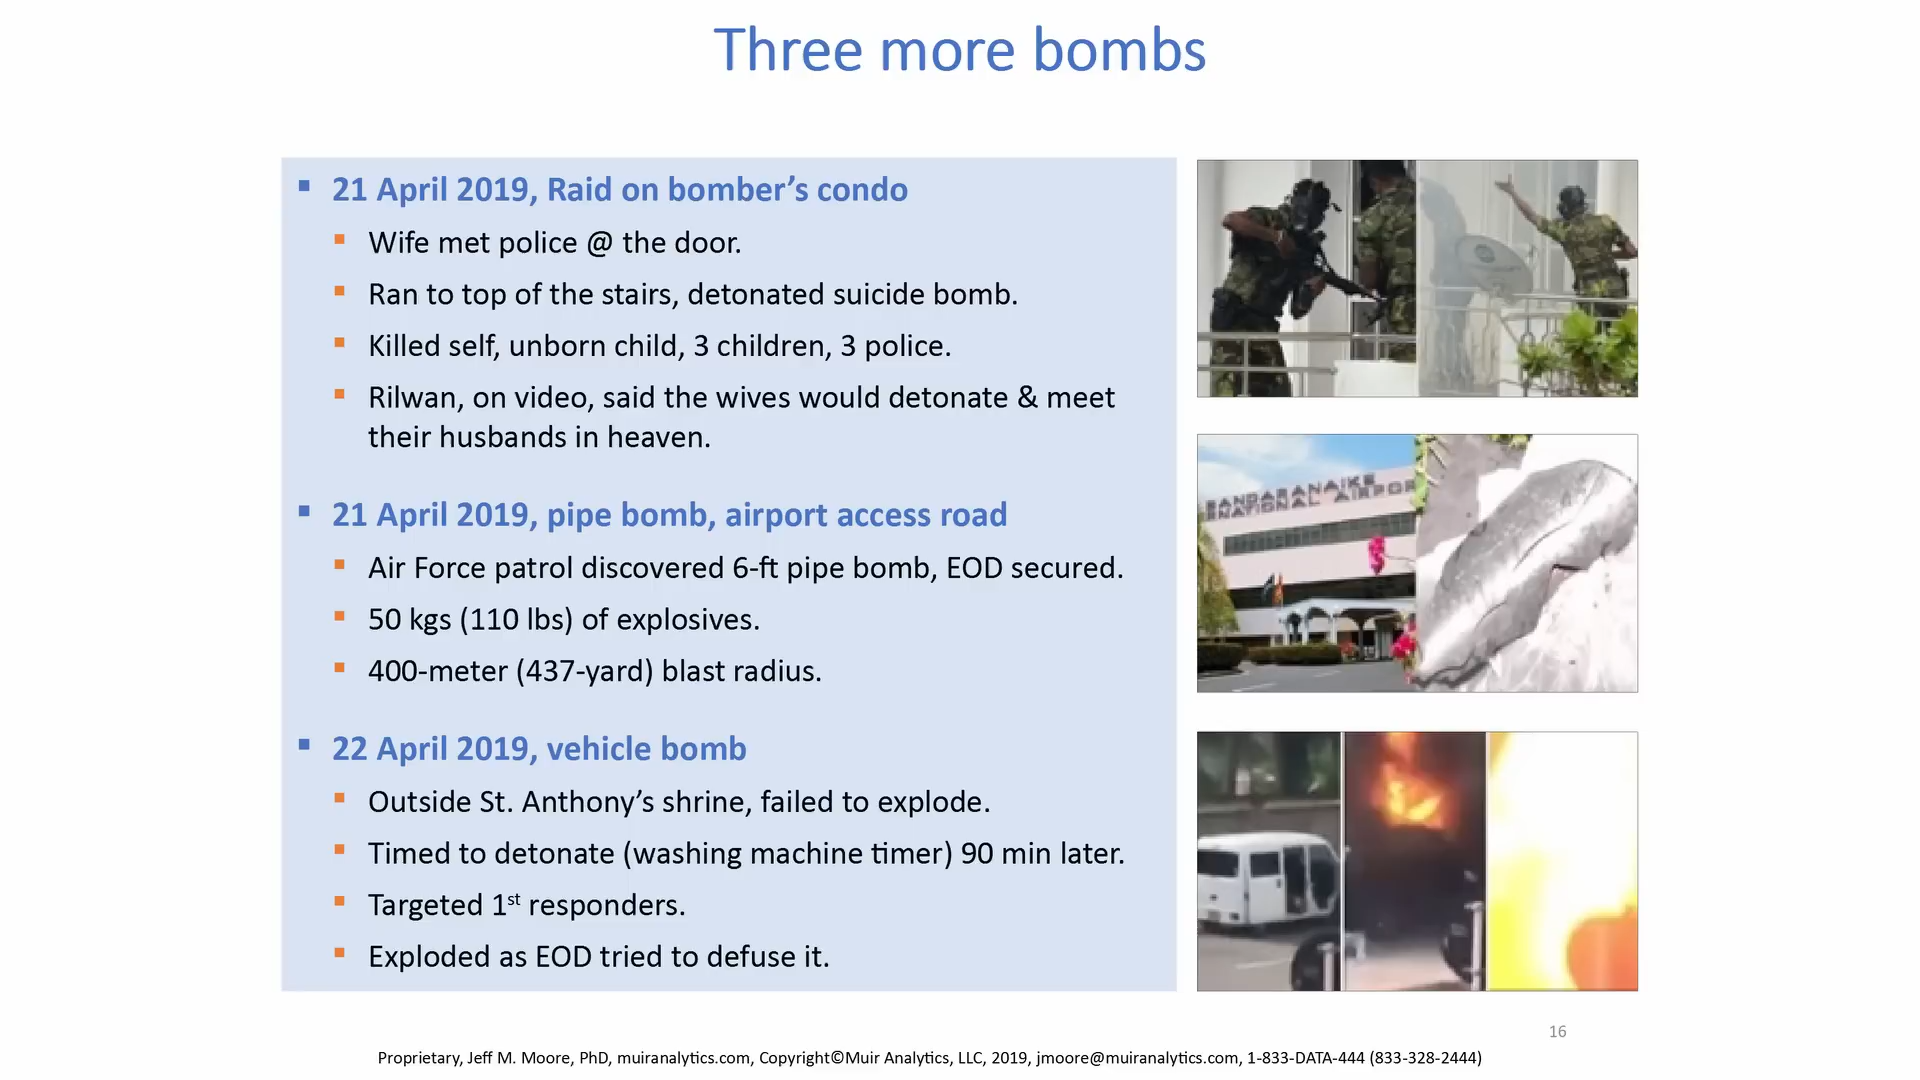 Three more bombs
21 April 2019, Raid on bomber’s condo
Wife met police @ the door.
Ran to top of the stairs, detonated suicide bomb.
Killed self, unborn child, 3 children, 3 police.
Rilwan, on video, said the wives would detonate & meet
their husbands in heaven.
21 April 2019, pipe bomb, airport access road
Air Force patrol discovered 6-ft pipe bomb, EOD secured.
50 kgs (110 lbs) of explosives.
400-meter (437-yard) blast radius.
22 April 2019, vehicle bomb
Outside St. Anthony’s shrine, failed to explode.
Timed to detonate (washing machine timer) 90 min later.
Targeted 1st responders.
Exploded as EOD tried to defuse it.
BANDARANAIKE
ERNATIONAL AIRPOR
16
Proprietary, Jeff M. Moore, PhD, muiranalytics.com, Copyright©Muir Analytics, LLC, 2019, jmoore@muiranalytics.com, 1-833-DATA-444 (833-328-2444)